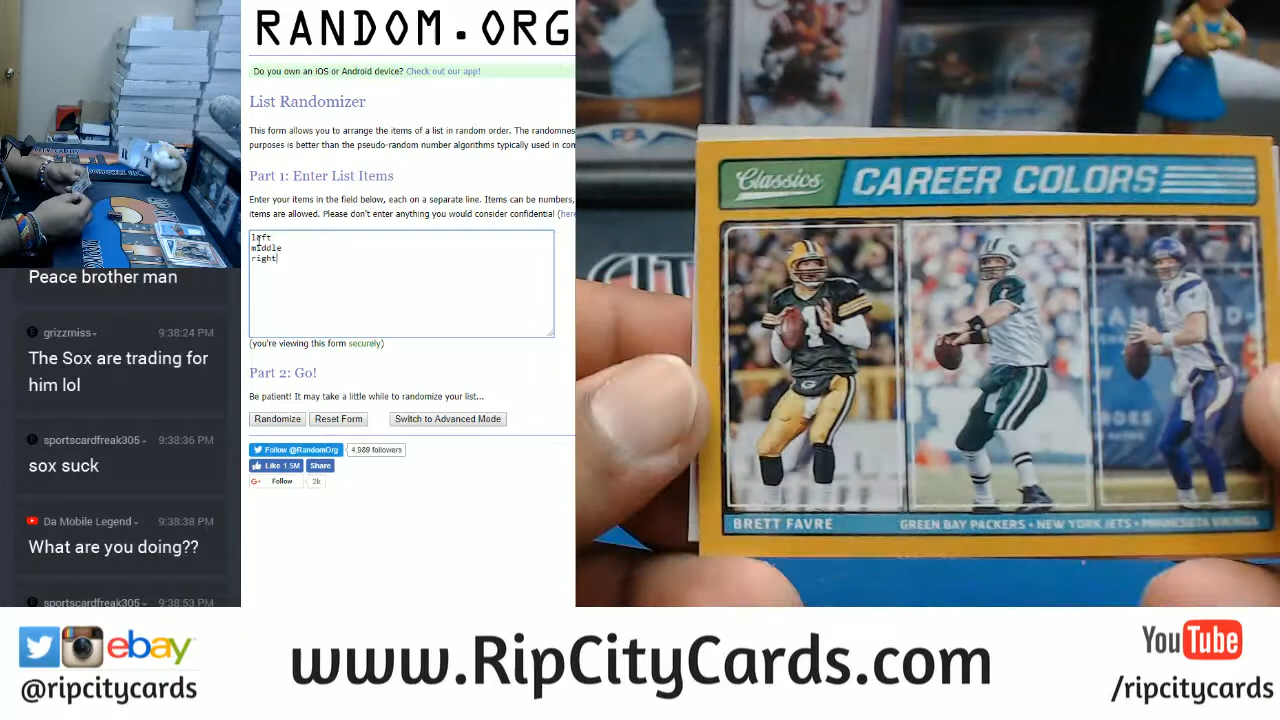 RANDOM.ORG
Do you own an iOS or Android device? Check out our app!
List Randomizer
This form allows you to arrange the items of a list in random order. The randomnes
purposes is better than the pseudo-random number algorithms typically used in com
Part 1: Enter List Items
Enter your items in the field below, each on a separate line. Items can be numbers,
items are allowed. Please don't enter anything you would consider confidential (here
left
middle
right
(you're viewing this form securely)
Part 2: Go!
Be patient! It may take a little while to randomize your list...
Randomize
Reset Form
Switch to Advanced Mode
Follow @RandomOrg
4,989 followers
Like 1.5M
Share
G+ Follow
2k
Peace brother man
grizzmiss
9:38:24 PM
The Sox are trading for
him lol
sportscardfreak305
9:38:36 PM
sox suck
Da Mobile Legend
9:38:38 PM
What are you doing??
sportscardfreak305
9:38:53 PM
PSA
Classics
CAREER COLORS
4
G
BRETT FAVRE
GREEN BAY PACKERS • NEW YORK JETS • MINNESOTA VIKINGS
ebay
@ripcitycards
www.RipCityCards.com
YouTube
/ripcitycards